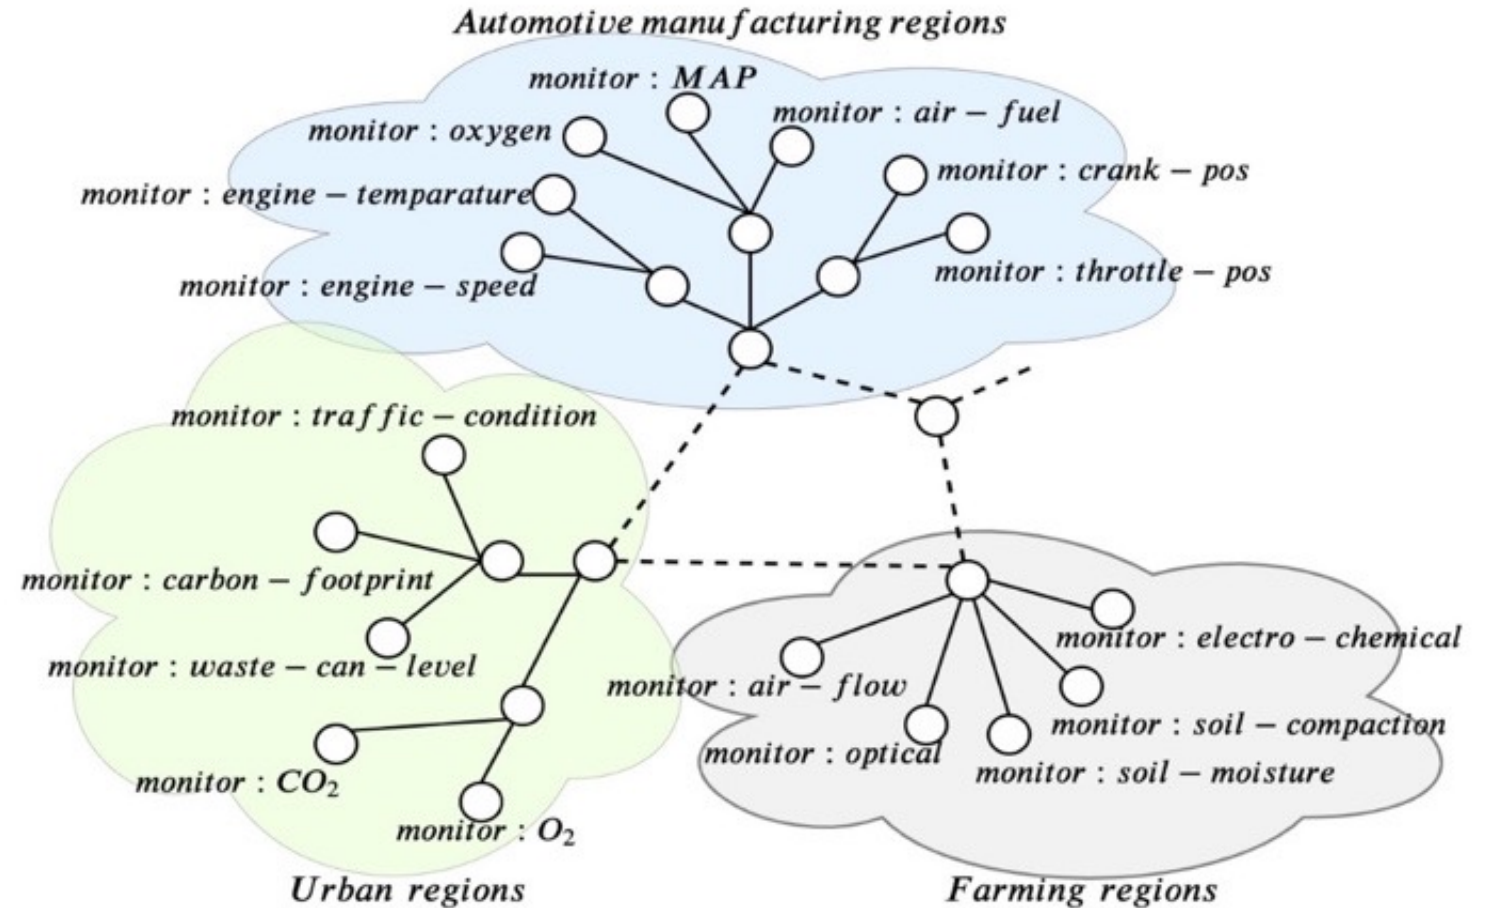 Automotive manufacturing regions
monitor : MAP
monitor : air − fuel
monitor : oxygen
monitor : crank − pos
monitor : engine − temparature
monitor : throttle − pos
monitor : engine − speed
monitor : traffic − condition
monitor : carbon − footprint
monitor : waste − can − level
monitor : CO₂
monitor : O₂
Urban regions
monitor : electro − chemical
monitor : air − flow
monitor : soil − compaction
monitor : optical
monitor : soil − moisture
Farming regions